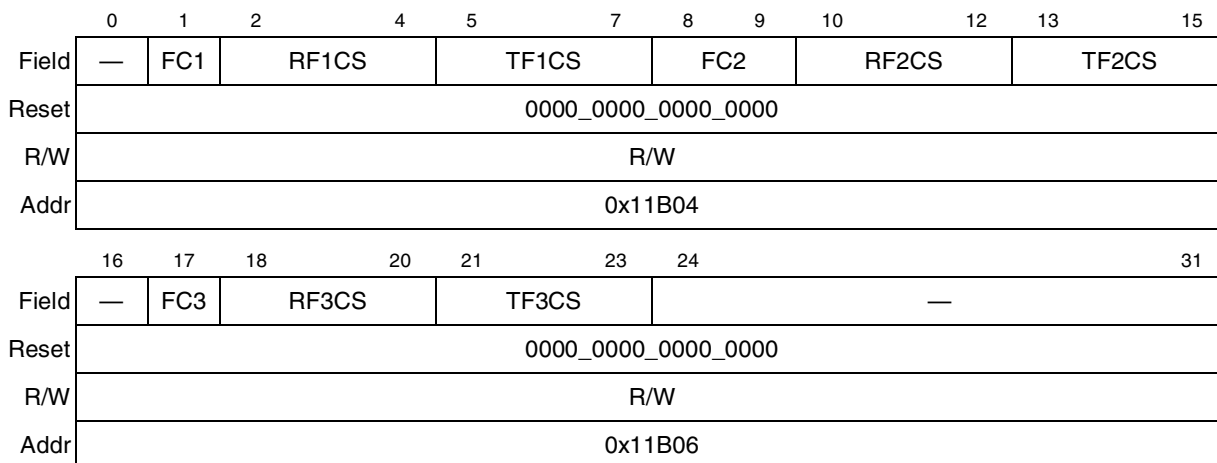 0 1 2 4 5 7 8 9 10 12 13 15
Field — FC1 RF1CS TF1CS FC2 RF2CS TF2CS
Reset 0000_0000_0000_0000
R/W R/W
Addr 0x11B04
16 17 18 20 21 23 24 31
Field — FC3 RF3CS TF3CS —
Reset 0000_0000_0000_0000
R/W R/W
Addr 0x11B06